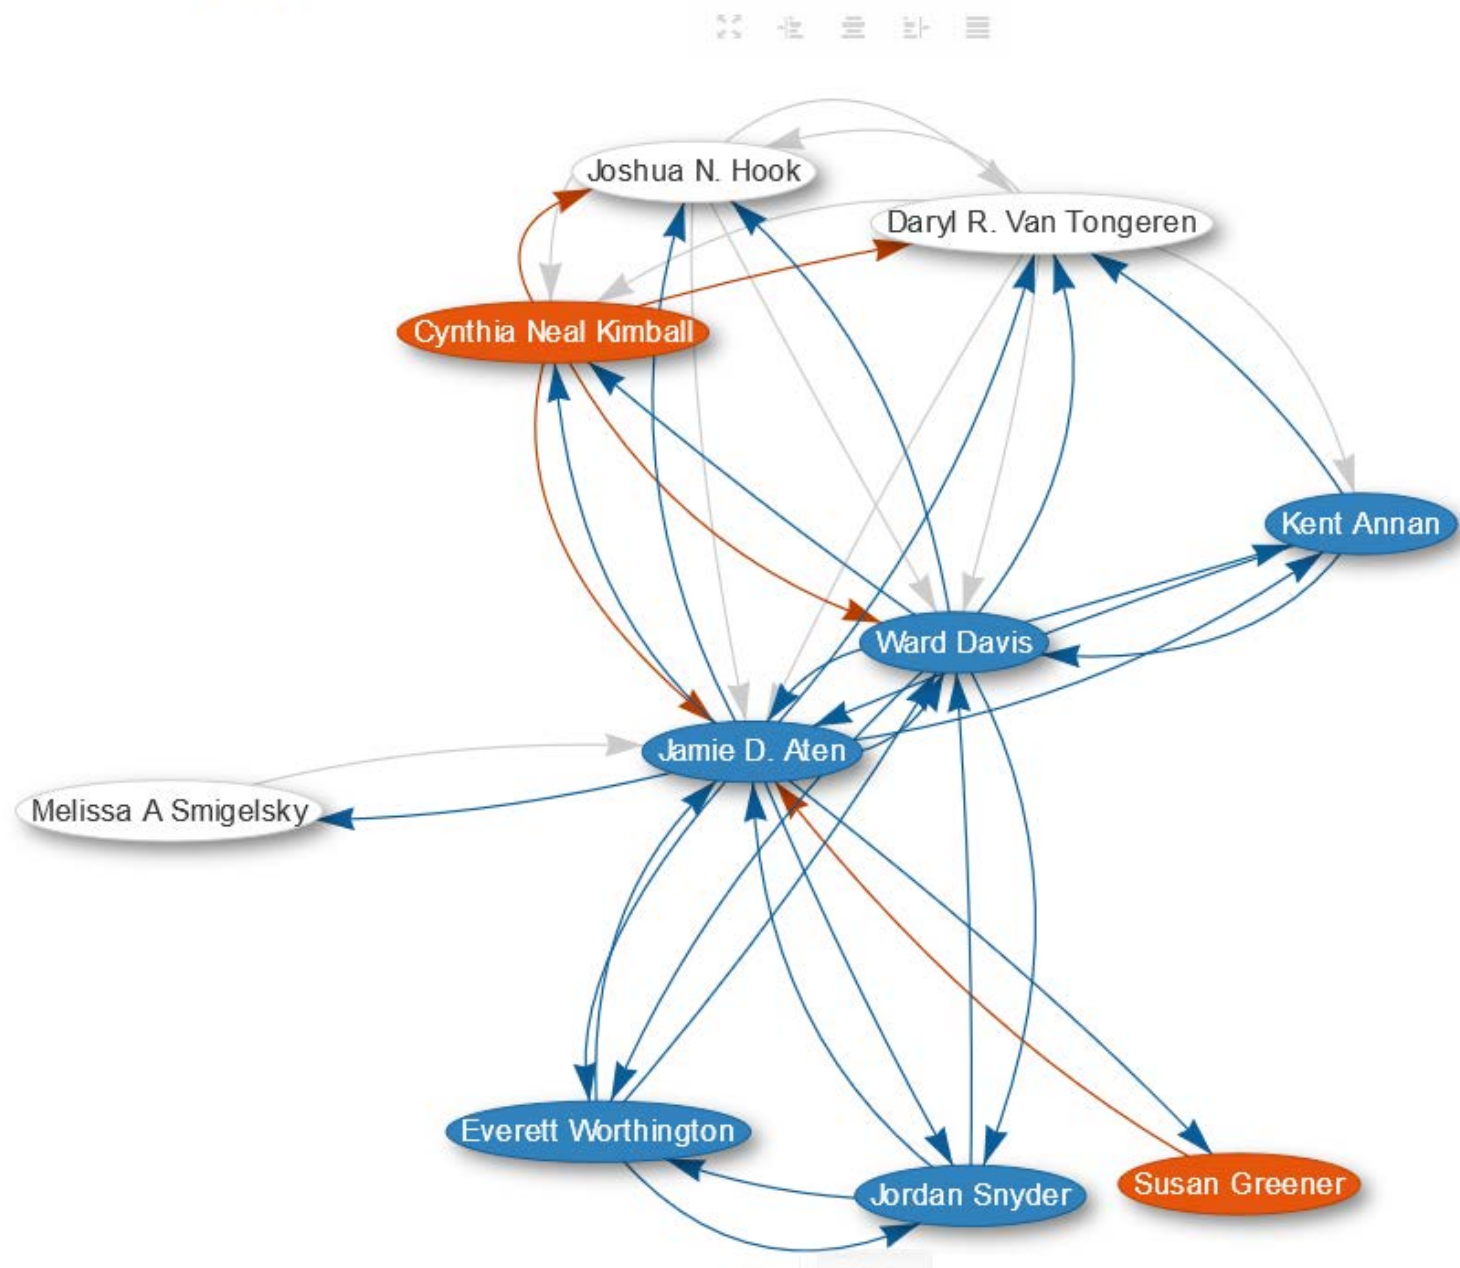 Joshua N. Hook
Daryl R. Van Tongeren
Cynthia Neal Kimball
Kent Annan
Ward Davis
Jamie D. Aten
Melissa A Smigelsky
Everett Worthington
Jordan Snyder
Susan Greener